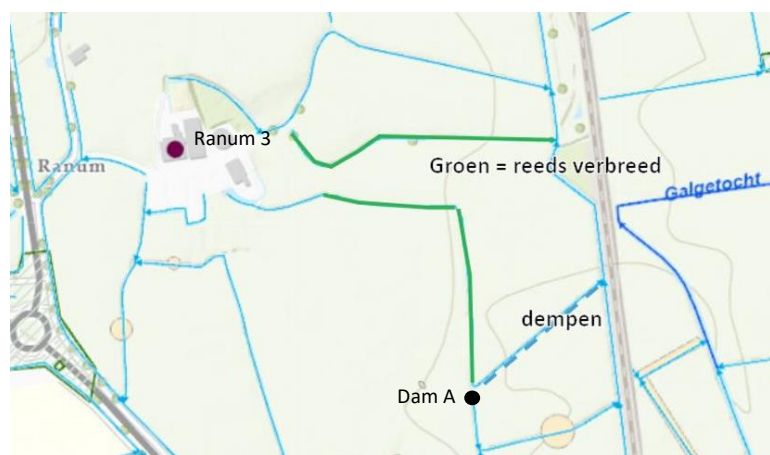 Ranum 3
Ranum
Groen = reeds verbreed
Galgetocht
dempen
Dam A